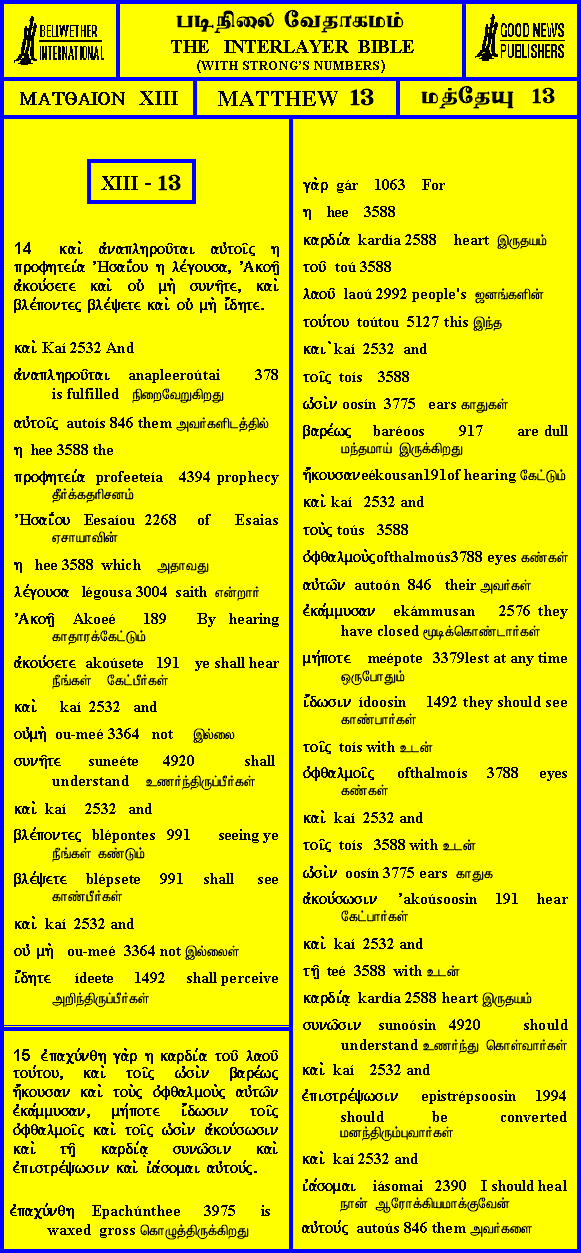 BELLWETHER
INTERNATIONAL
படிநிலை வேதாகமம்
THE INTERLAYER BIBLE
(WITH STRONG'S NUMBERS)
GOOD NEWS
PUBLISHERS
ΜΑΤΘΑΙΟΝ XIII
MATTHEW 13
மத்தேயு 13
XIII - 13
14 καὶ ἀναπληροῦται αὐτοῖς η
προφητεία Ἠσαΐου η λέγουσα, Ἀκοῇ
ἀκούσετε καὶ οὐ μὴ συνῆτε, καὶ
βλέποντες βλέψετε καὶ οὐ μὴ ἴδητε.
καὶ Kaí 2532 And
ἀναπληροῦται anapleeroútai 378
is fulfilled நிறைவேறுகிறது
αὐτοῖς autoís 846 them அவர்களிடத்தில்
η hee 3588 the
προφητεία profeeteía 4394 prophecy
தீர்க்கதரிசனம்
Ἠσαΐου Eesaíou 2268 of Esaias
ஏசாயாவின்
η hee 3588 which அதாவது
λέγουσα légousa 3004 saith என்றார்
Ἀκοῇ Akoeé 189 By hearing
காதாரக்கேட்டும்
ἀκούσετε akoúsete 191 ye shall hear
நீங்கள் கேட்பீர்கள்
καὶ kaí 2532 and
οὐμὴ ou-meé 3364 not இல்லை
συνῆτε suneéte 4920 shall
understand உணர்ந்திருப்பீர்கள்
καὶ kaí 2532 and
βλέποντες blépontes 991 seeing ye
நீங்கள் கண்டும்
βλέψετε blépsete 991 shall see
காண்பீர்கள்
καὶ kaí 2532 and
οὐ μὴ ou-meé 3364 not இல்லைள்
ἴδητε ídeete 1492 shall perceive
அறிந்திருப்பீர்கள்
15 ἐπαχύνθη γὰρ η καρδία τοῦ λαοῦ
τούτου, καὶ τοῖς ὠσὶν βαρέως
ἤκουσαν καὶ τοὺς ὀφθαλμοὺς αὐτῶν
ἐκάμμυσαν, μήποτε ἴδωσιν τοῖς
ὀφθαλμοῖς καὶ τοῖς ὠσὶν ἀκούσωσιν
καὶ τῇ καρδίᾳ συνῶσιν καὶ
ἐπιστρέψωσιν καὶ ἰάσομαι αὐτούς.
ἐπαχύνθη Epachúnthee 3975 is
waxed gross கொழுத்திருக்கிறது
γὰρ gár 1063 For
η hee 3588
καρδία kardía 2588 heart இருதயம்
τοῦ toú 3588
λαοῦ laoú 2992 people's ஜனங்களின்
τούτου toútou 5127 this இந்த
και` kaí 2532 and
τοῖς toís 3588
ὠσὶν oosín 3775 ears காதுகள்
βαρέως baréoos 917 are dull
மந்தமாய் இருக்கிறது
ἤκουσαν eékousan191of hearing கேட்டும்
καὶ kaí 2532 and
τοὺς toús 3588
ὀφθαλμοὺς ofthalmoús3788 eyes கண்கள்
αὐτῶν autoón 846 their அவர்கள்
ἐκάμμυσαν ekámmusan 2576 they
have closed மூடிக்கொண்டார்கள்
μήποτε meépote 3379lest at any time
ஒருபோதும்
ἴδωσιν ídoosin 1492 they should see
காண்பார்கள்
τοῖς toís with உடன்
ὀφθαλμοῖς ofthalmoís 3788 eyes
கண்கள்
καὶ kaí 2532 and
τοῖς toís 3588 with உடன்
ὠσὶν oosín 3775 ears காதுக
ἀκούσωσιν 'akoúsoosin 191 hear
கேட்பார்கள்
καὶ kaí 2532 and
τῇ teé 3588 with உடன்
καρδίᾳ kardía 2588 heart இருதயம்
συνῶσιν sunoósin 4920 should
understand உணர்ந்து கொள்வார்கள்
καὶ kaí 2532 and
ἐπιστρέψωσιν epistrépsoosin 1994
should be converted
மனந்திரும்புவார்கள்
καὶ kaí 2532 and
ἰάσομαι iásomai 2390 I should heal
நான் ஆரோக்கியமாக்குவேன்
αὐτούς autoús 846 them அவர்களை